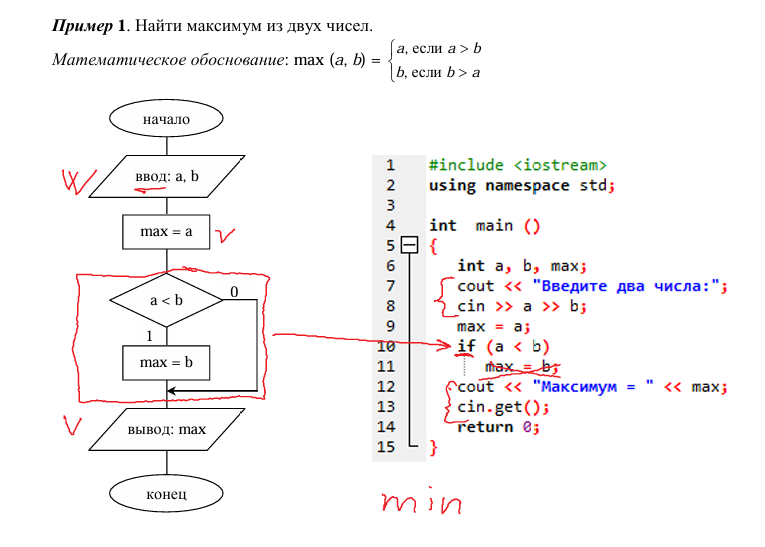 Пример 1. Найти максимум из двух чисел.
Математическое обоснование: max (a, b) = {a, если a > b
b, если b > a
начало
ввод: a, b
max = a
a < b
0
1
max = b
вывод: max
конец
1 #include <iostream>
2 using namespace std;
3
4 int main ()
5 {
6 int a, b, max;
7 cout << "Введите два числа:";
8 cin >> a >> b;
9 max = a;
10 if (a < b)
11 max = b;
12 cout << "Максимум = " << max;
13 cin.get();
14 return 0;
15 }
min